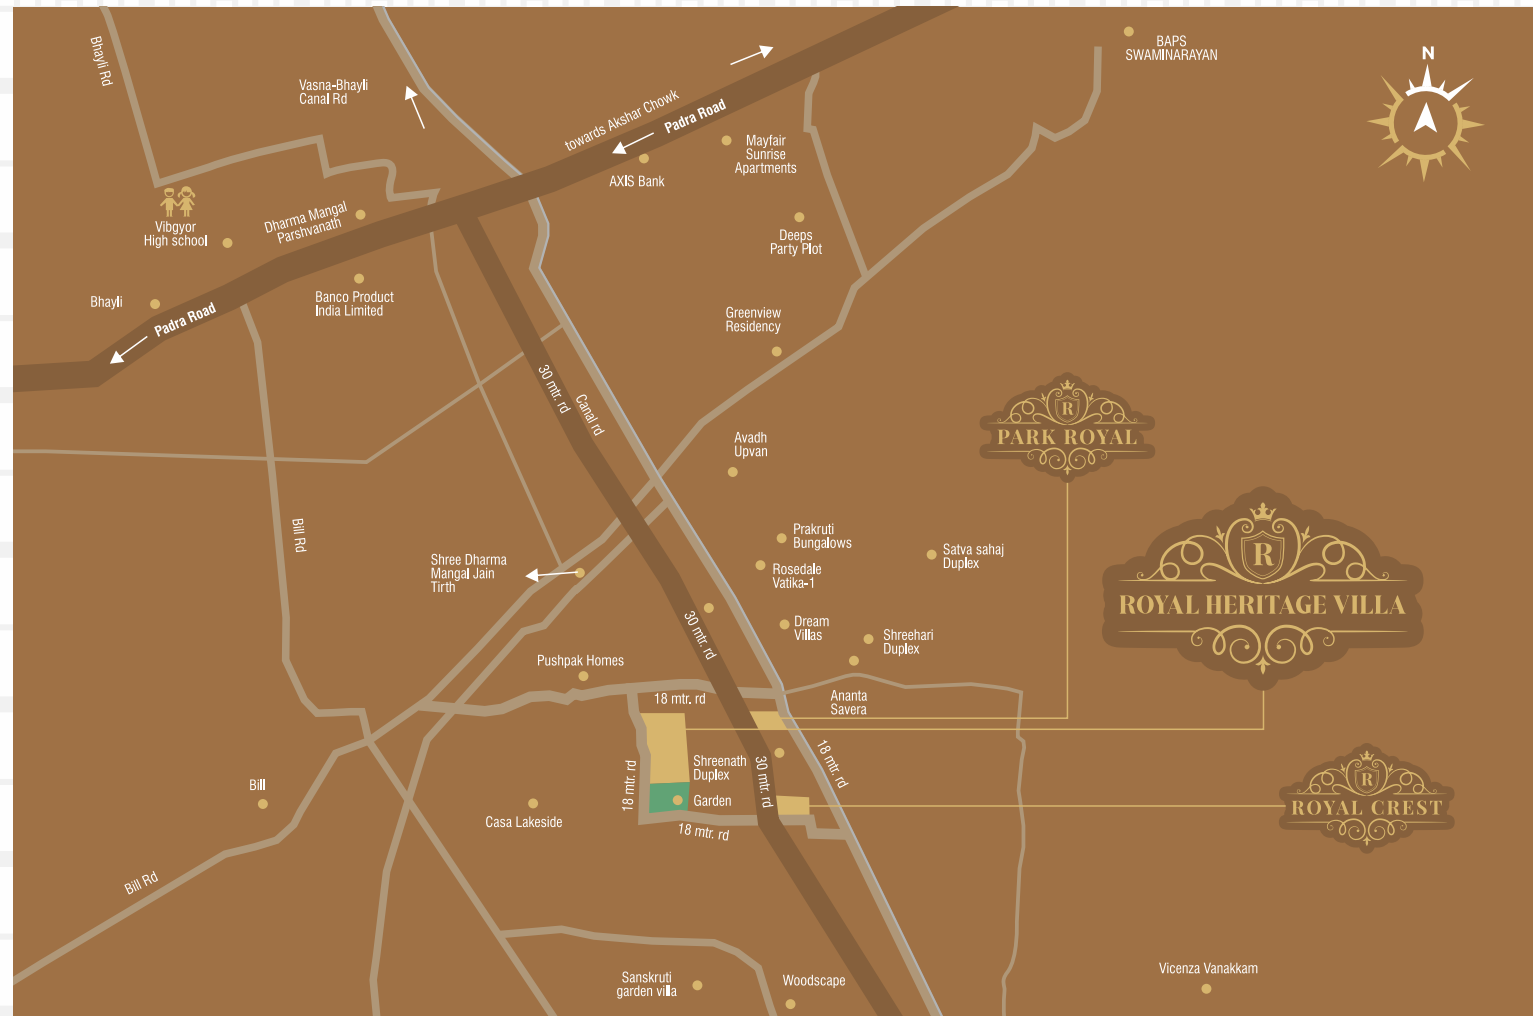 BAPS
SWAMINARAYAN
N
Bhayli Rd
Vasna-Bhayli
Canal Rd
towards Akshar Chowk
Padra Road
Mayfair
Sunrise
Apartments
AXIS Bank
Vibgyor
High school
Dharma Mangal
Parshvanath
Deeps
Party Plot
Bhayli
Banco Product
India Limited
Padra Road
Greenview
Residency
30 mtr. rd
Canal rd
R
PARK ROYAL
Avadh
Upvan
Bill Rd
Prakruti
Bungalows
Shree Dharma
Mangal Jain
Tirth
Rosedale
Vatika-1
Satva sahaj
Duplex
R
ROYAL HERITAGE VILLA
30 mtr. rd
Dream
Villas
Shreehari
Duplex
Pushpak Homes
18 mtr. rd
Ananta
Savera
18 mtr. rd
Shreenath
Duplex
30 mtr. rd
18 mtr. rd
Garden
18 mtr. rd
R
ROYAL CREST
Bill
Casa Lakeside
Bill Rd
Sanskruti
garden villa
Woodscape
Vicenza Vanakkam